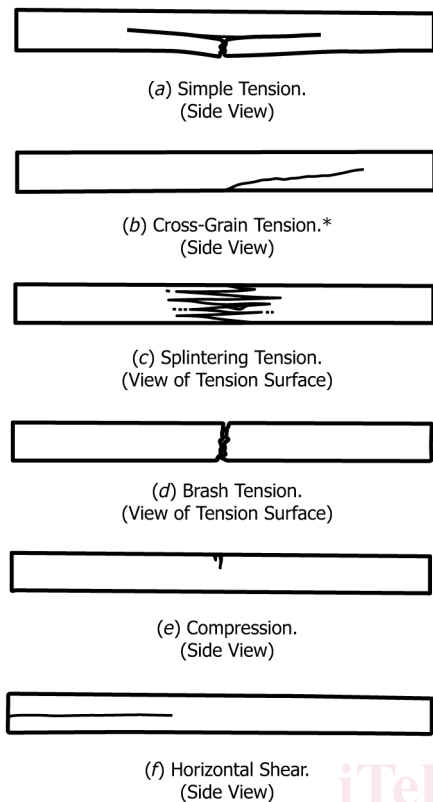 (a) Simple Tension.
(Side View)
(b) Cross-Grain Tension.*
(Side View)
(c) Splintering Tension.
(View of Tension Surface)
(d) Brash Tension.
(View of Tension Surface)
(e) Compression.
(Side View)
(f) Horizontal Shear.
(Side View)